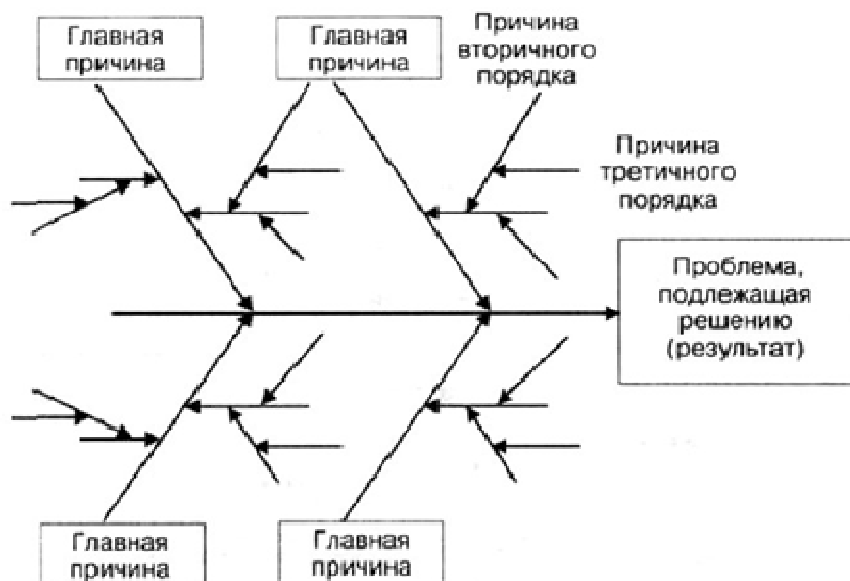 Главная
причина
Главная
причина
Причина
вторичного
порядка
Причина
третичного
порядка
Проблема,
подлежащая
решению
(результат)
Главная
причина
Главная
причина